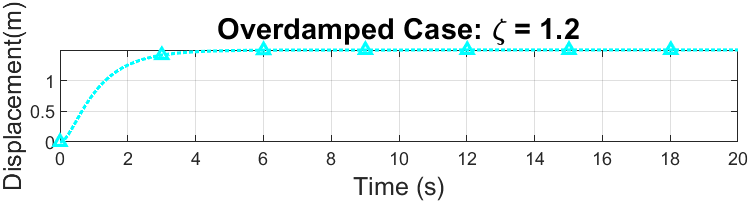 Overdamped Case: ζ = 1.2
Displacement(m)
1
0.5
0
0 2 4 6 8 10 12 14 16 18 20
Time (s)